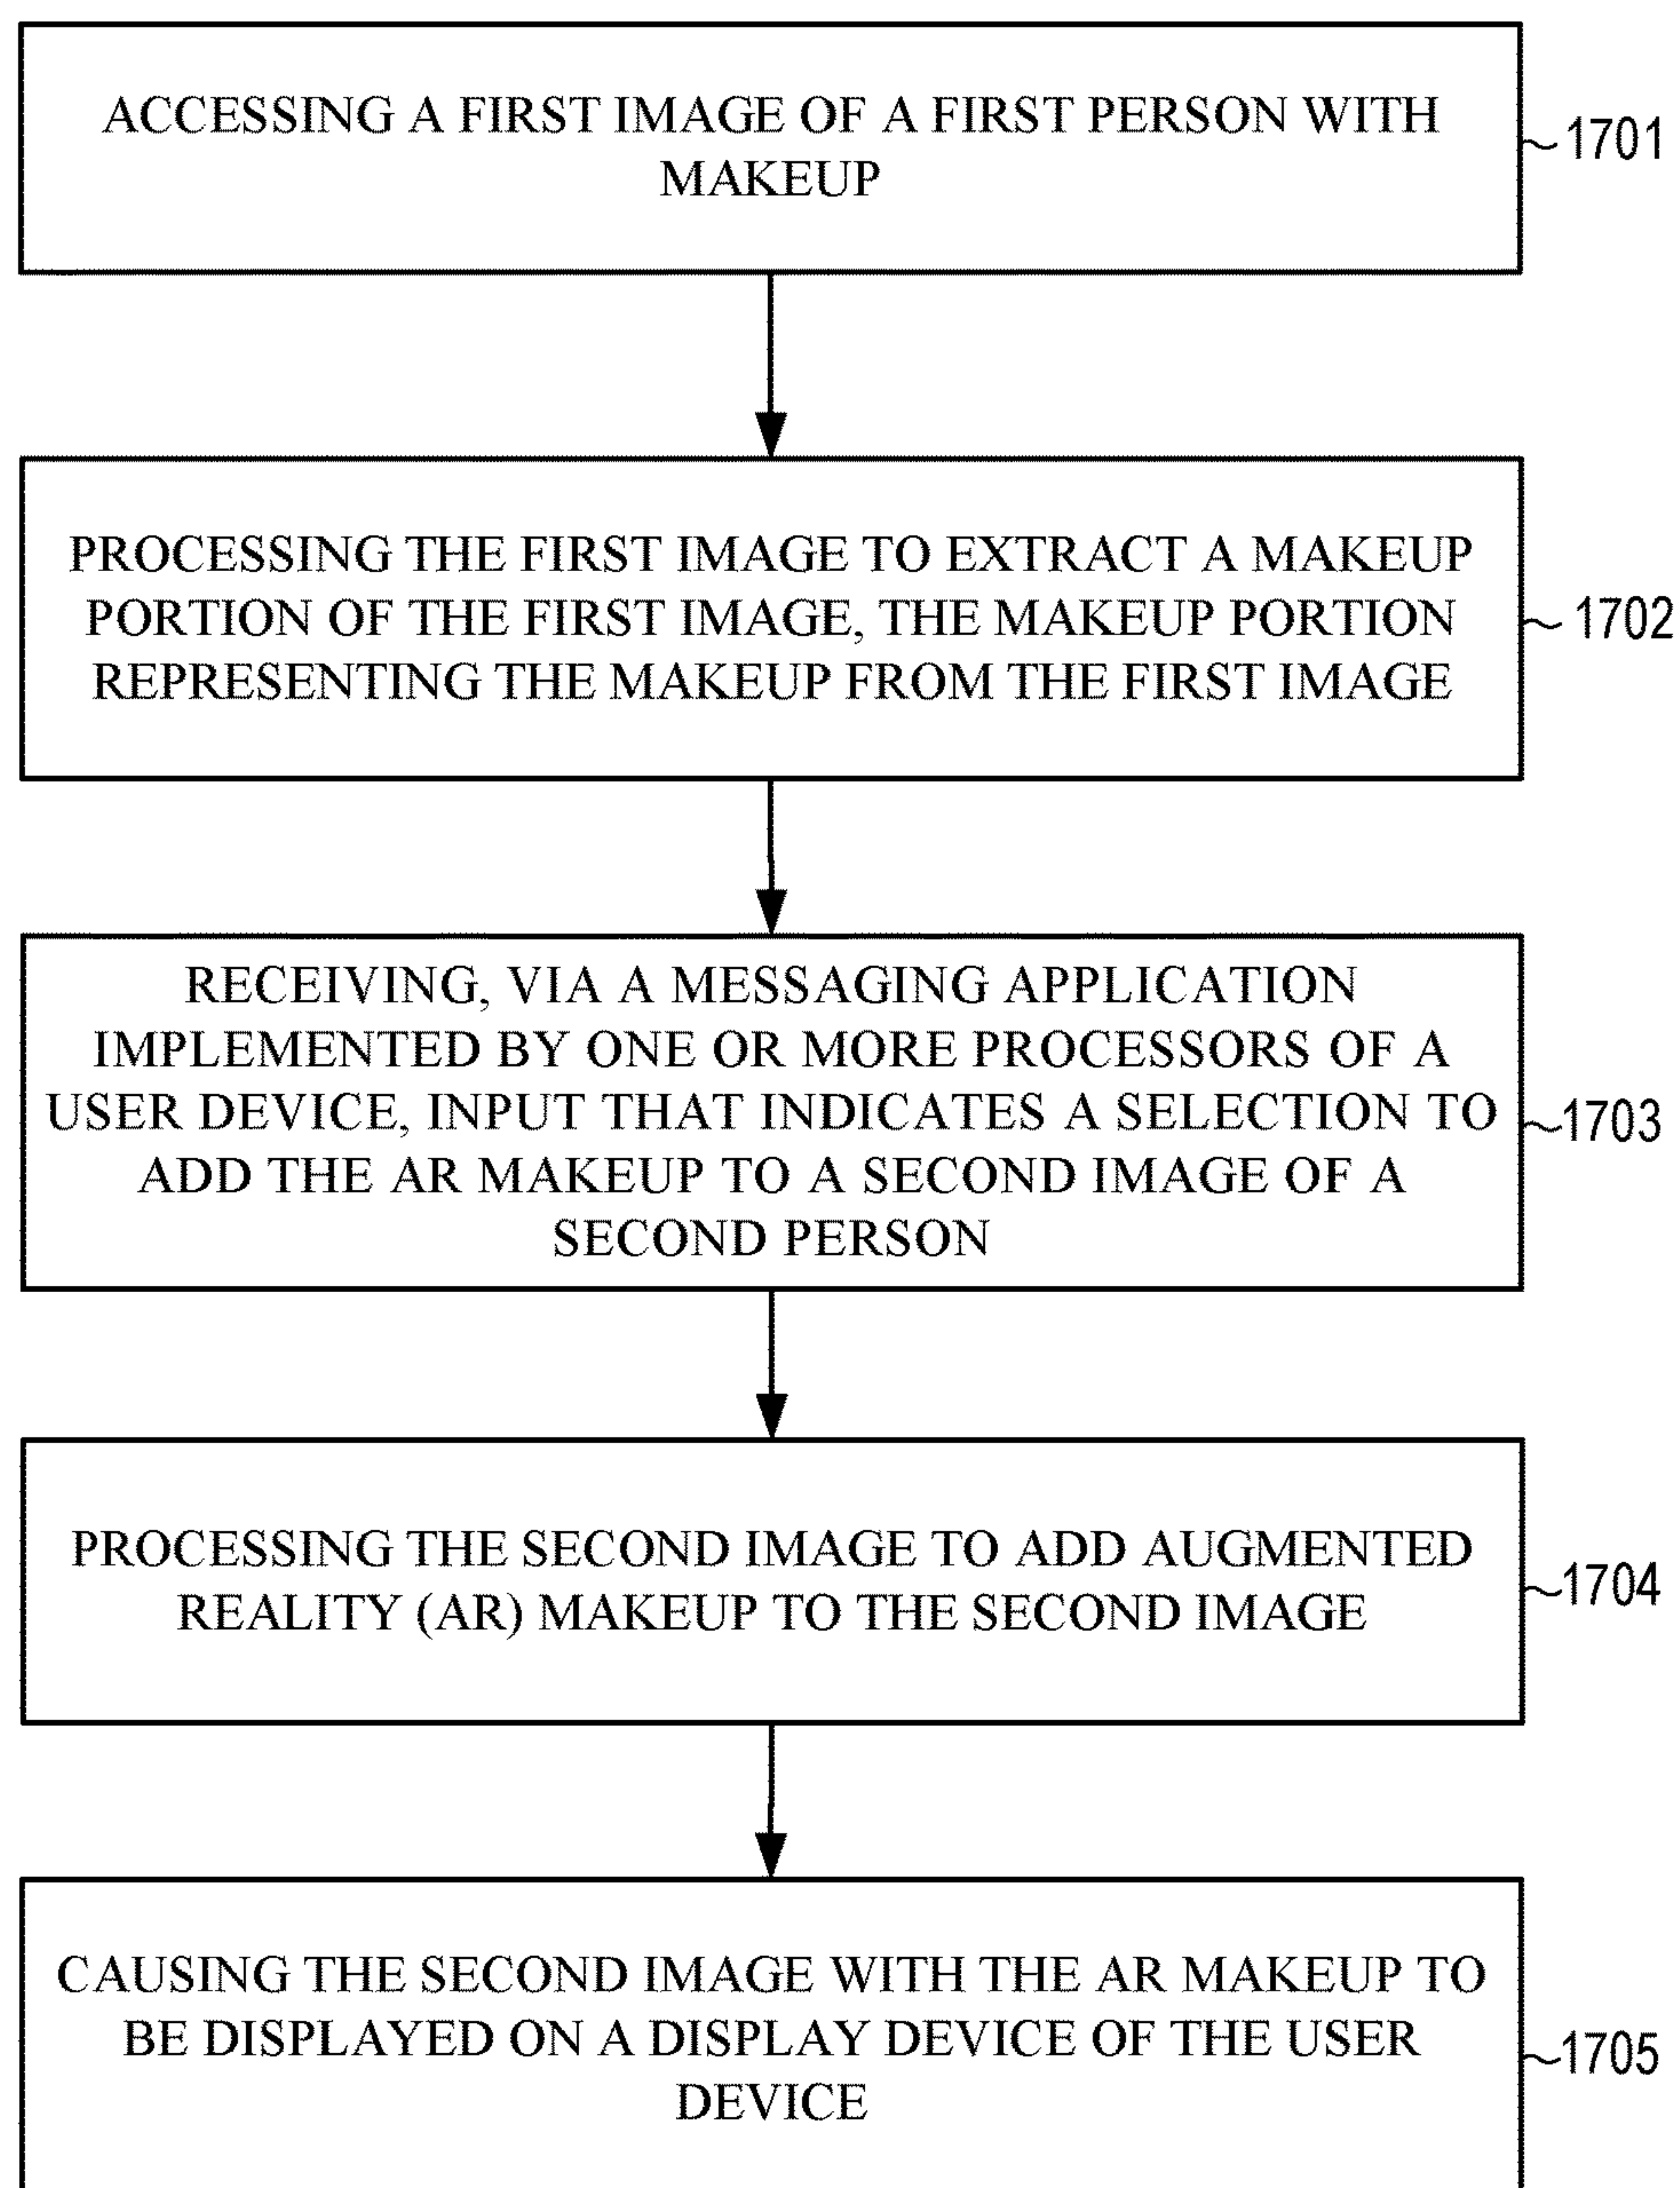 ACCESSING A FIRST IMAGE OF A FIRST PERSON WITH
MAKEUP
1701
PROCESSING THE FIRST IMAGE TO EXTRACT A MAKEUP
PORTION OF THE FIRST IMAGE, THE MAKEUP PORTION
REPRESENTING THE MAKEUP FROM THE FIRST IMAGE
1702
RECEIVING, VIA A MESSAGING APPLICATION
IMPLEMENTED BY ONE OR MORE PROCESSORS OF A
USER DEVICE, INPUT THAT INDICATES A SELECTION TO
ADD THE AR MAKEUP TO A SECOND IMAGE OF A
SECOND PERSON
1703
PROCESSING THE SECOND IMAGE TO ADD AUGMENTED
REALITY (AR) MAKEUP TO THE SECOND IMAGE
1704
CAUSING THE SECOND IMAGE WITH THE AR MAKEUP TO
BE DISPLAYED ON A DISPLAY DEVICE OF THE USER
DEVICE
1705